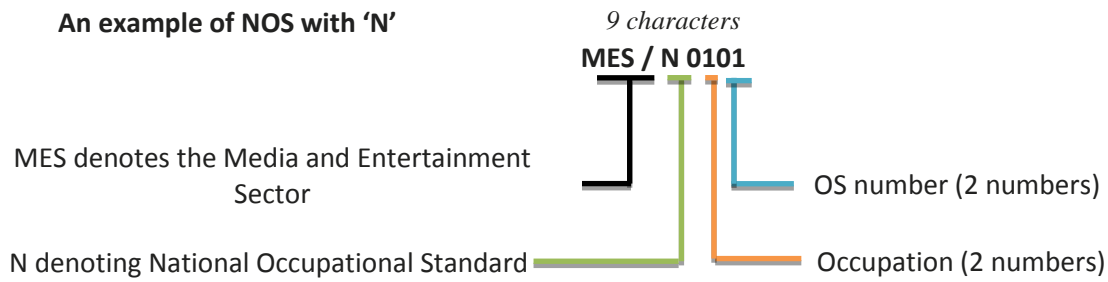 An example of NOS with ‘N’
9 characters
MES / N 0101
MES denotes the Media and Entertainment
Sector
OS number (2 numbers)
N denoting National Occupational Standard
Occupation (2 numbers)